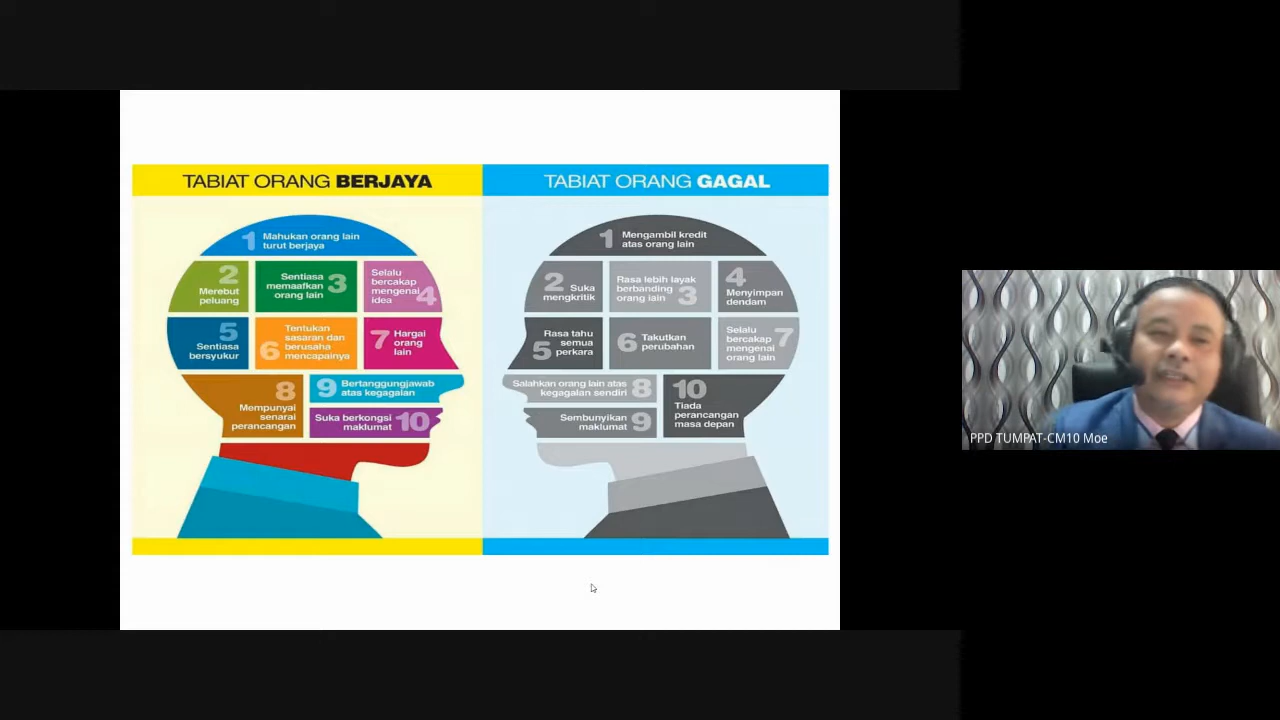 TABIAT ORANG BERJAYA
1 Mahukan orang lain
turut berjaya
2
Merebut
peluang
Sentiasa
memaafkan
orang lain 3
Selalu
bercakap
mengenai
idea 4
5
Sentiasa
bersyukur
Tentukan
sasaran dan
6 berusaha
mencapainya
7 Hargai
orang
lain
8
Mempunyai
senarai
perancangan
9 Bertanggungjawab
atas kegagalan
Suka berkongsi
maklumat 10
TABIAT ORANG GAGAL
1 Mengambil kredit
atas orang lain
2 Suka
mengkritik
Rasa lebih layak
berbanding
orang lain 3
4
Menyimpan
dendam
Rasa tahu
semua
5 perkara
6 Takutkan
perubahan
Selalu 7
bercakap
mengenai
orang lain
Salahkan orang lain atas
kegagalan sendiri 8
Sembunyikan
maklumat 9
10
Tiada
perancangan
masa depan
PPD TUMPAT-CM10 Moe